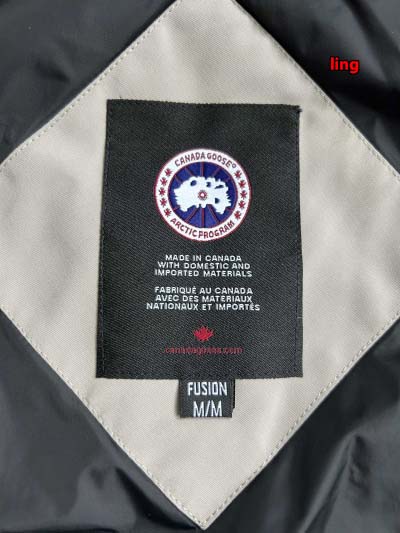 ling
CANADA GOOSE®
ARCTIC PROGRAM
MADE IN CANADA
WITH DOMESTIC AND
IMPORTED MATERIALS
FABRIQUÉ AU CANADA
AVEC DES MATERIAUX
NATIONAUX ET IMPORTÉS
canadagoose.com
FUSION
M/M